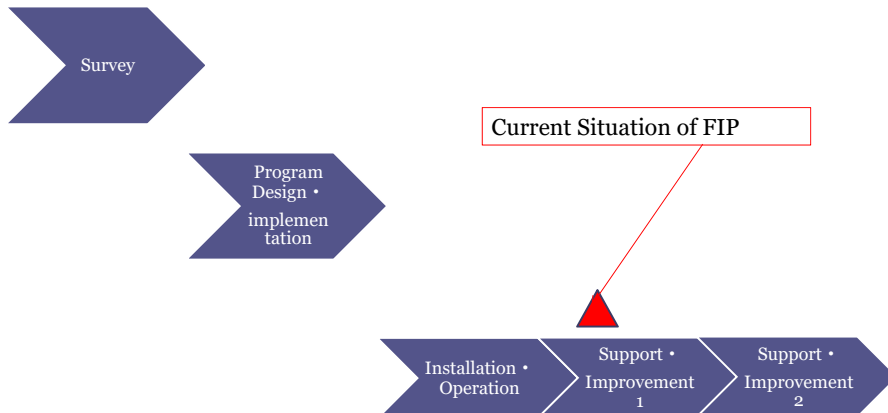 Survey
Current Situation of FIP
Program
Design・
implemen
tation
Installation・
Operation
Support・
Improvement
1
Support・
Improvement
2